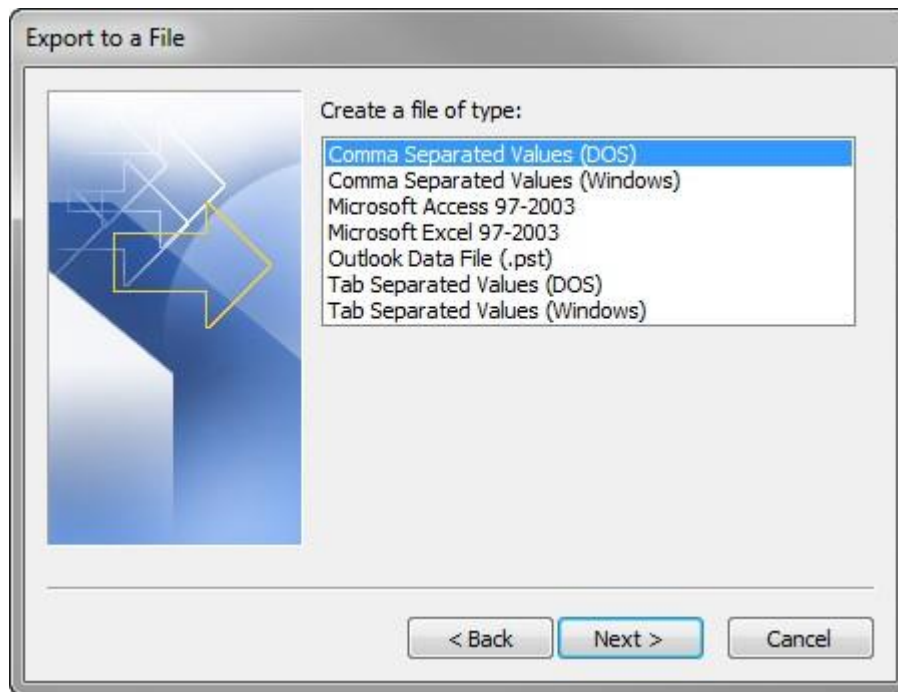 Export to a File
Create a file of type:
Comma Separated Values (DOS)
Comma Separated Values (Windows)
Microsoft Access 97-2003
Microsoft Excel 97-2003
Outlook Data File (.pst)
Tab Separated Values (DOS)
Tab Separated Values (Windows)
< Back
Next >
Cancel